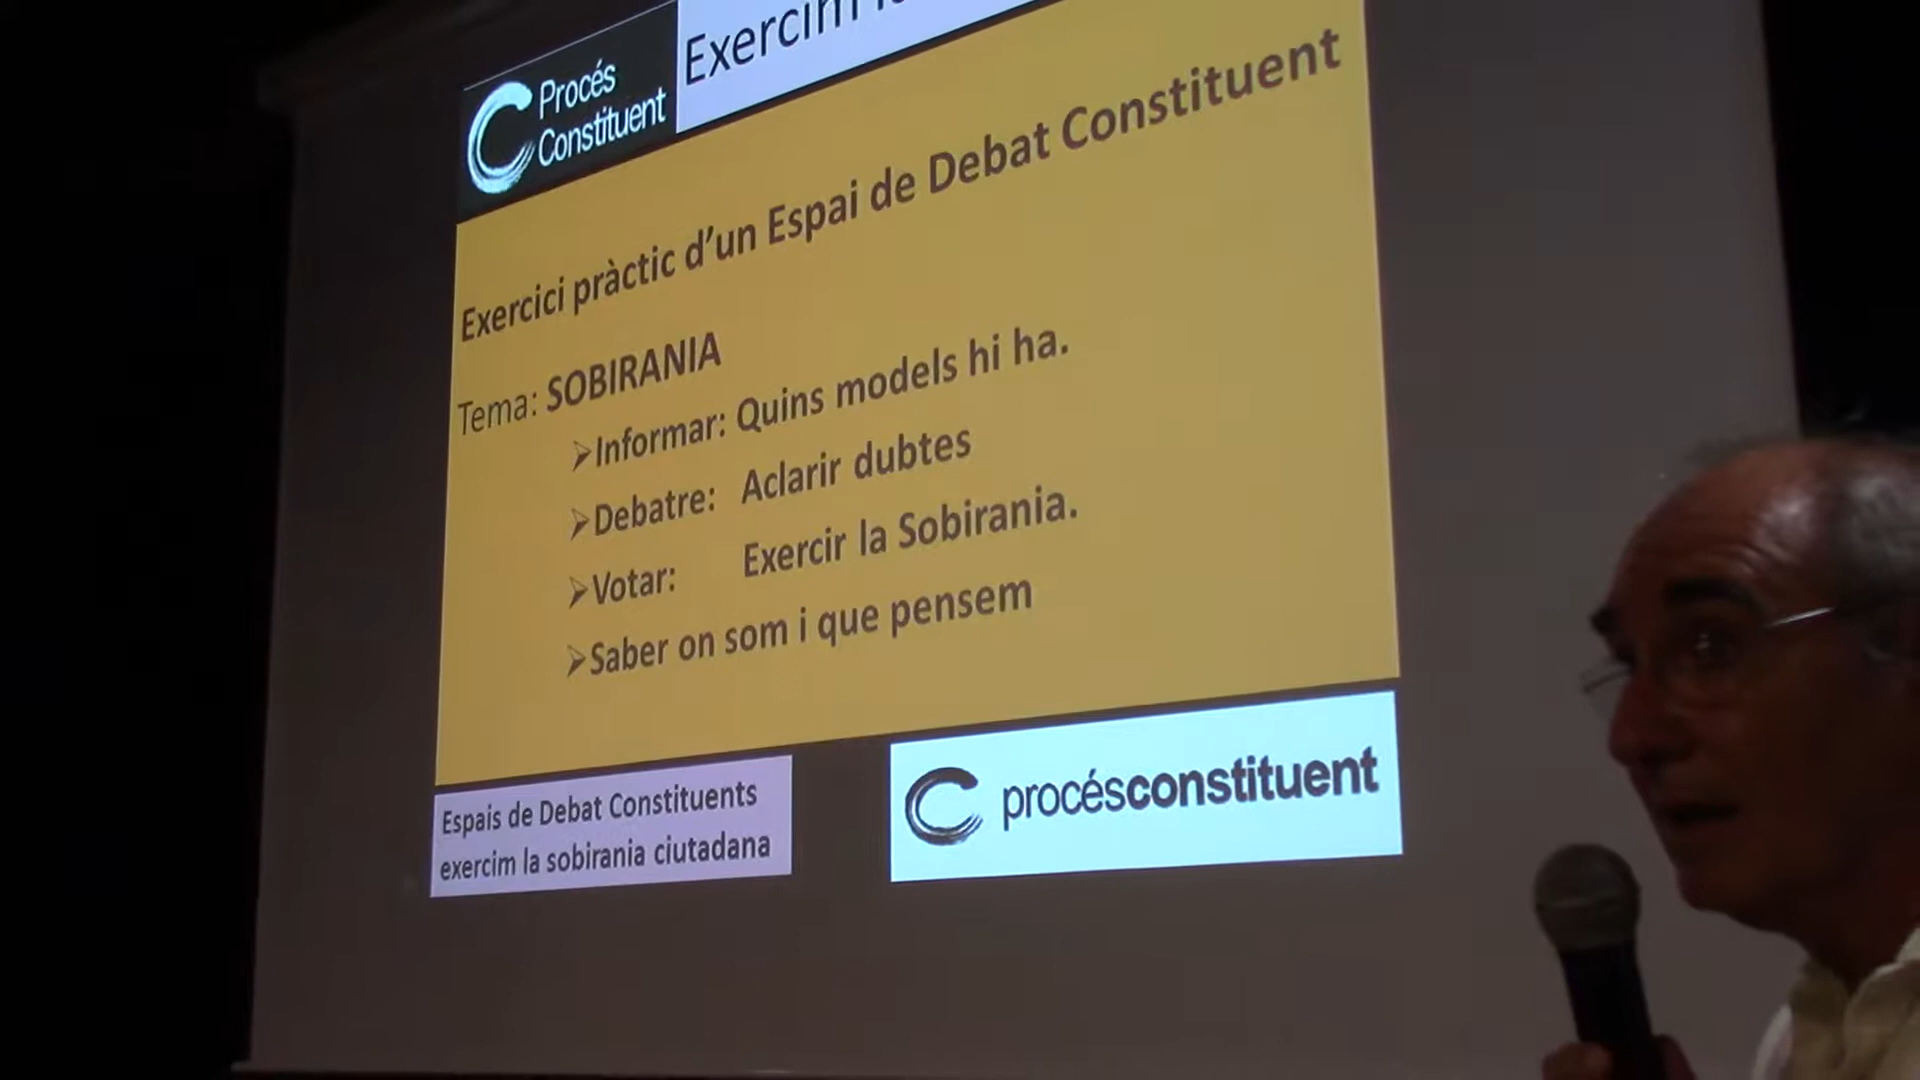 Procés
Constituent
Exercim
Exercici pràctic d'un Espai de Debat Constituent
Tema: SOBIRANIA
➢Informar: Quins models hi ha.
➢Debatre: Aclarir dubtes
➢Votar: Exercir la Sobirania.
➢Saber on som i que pensem
Espais de Debat Constituents
exercim la sobirania ciutadana
procésconstituent